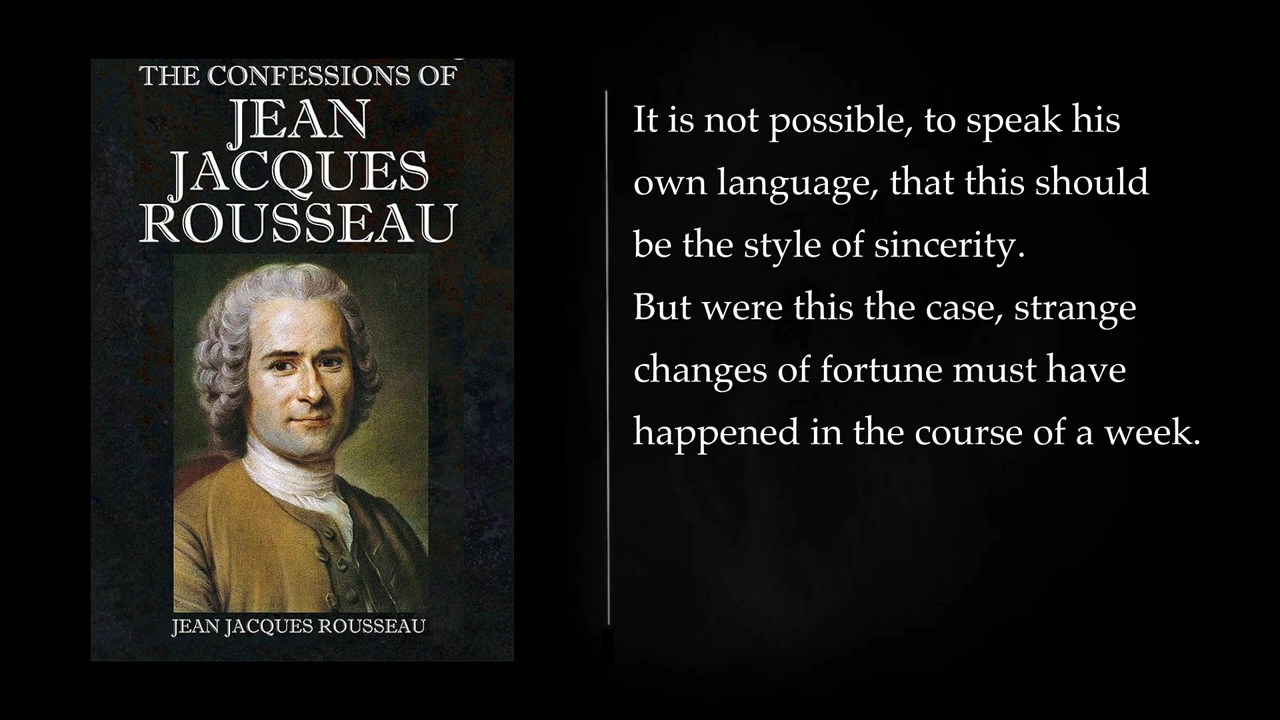 THE CONFESSIONS OF
JEAN
JACQUES
ROUSSEAU
JEAN JACQUES ROUSSEAU
It is not possible, to speak his
own language, that this should
be the style of sincerity.
But were this the case, strange
changes of fortune must have
happened in the course of a week.